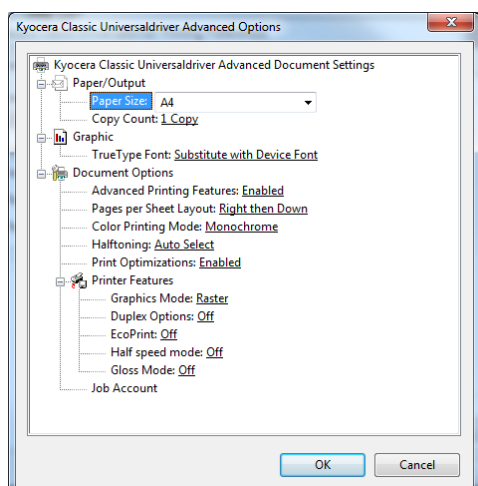 Kyocera Classic Universaldriver Advanced Options
Kyocera Classic Universaldriver Advanced Document Settings
Paper/Output
Paper Size: A4
Copy Count: 1 Copy
Graphic
TrueType Font: Substitute with Device Font
Document Options
Advanced Printing Features: Enabled
Pages per Sheet Layout: Right then Down
Color Printing Mode: Monochrome
Halftoning: Auto Select
Print Optimizations: Enabled
Printer Features
Graphics Mode: Raster
Duplex Options: Off
EcoPrint: Off
Half speed mode: Off
Gloss Mode: Off
Job Account
OK Cancel